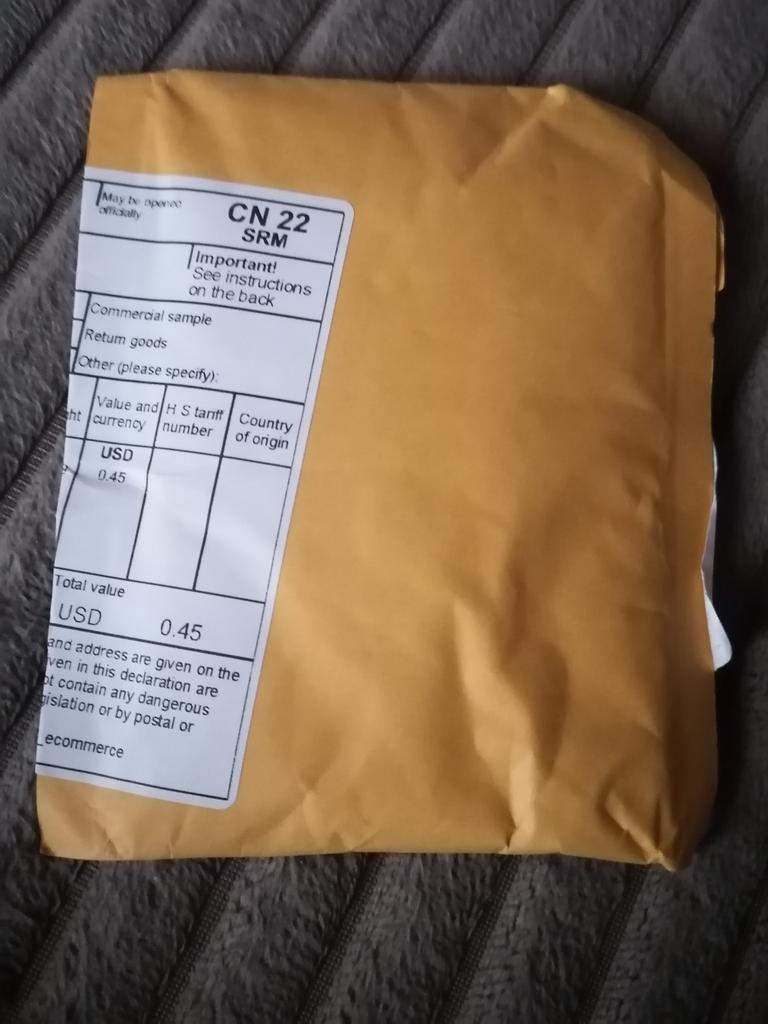 May be opened
officially
CN 22
SRM
Important!
See instructions
on the back
Commercial sample
Return goods
Other (please specify):
ht
Value and
currency
H S tariff
number
Country
of origin
USD
0.45
Total value
USD 0.45
and address are given on the
ven in this declaration are
ot contain any dangerous
gislation or by postal or
_ecommerce